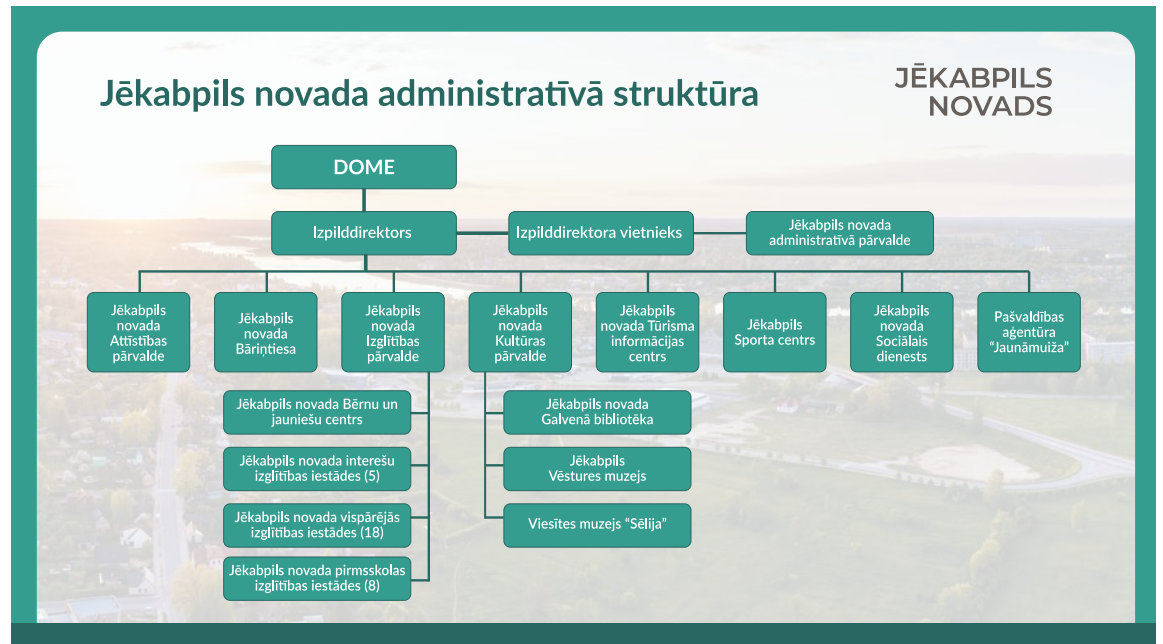 Jēkabpils novada administratīvā struktūra
JĒKABPILS
NOVADS
DOME
Izpilddirektors
Izpilddirektora vietnieks
Jēkabpils novada
administratīvā pārvalde
Jēkabpils
novada
Attīstības
pārvalde
Jēkabpils
novada
Bāriņtiesa
Jēkabpils
novada
Izglītības
pārvalde
Jēkabpils
novada
Kultūras
pārvalde
Jēkabpils
novada Tūrisma
informācijas
centrs
Jēkabpils
Sporta centrs
Jēkabpils
novada
Sociālais
dienests
Pašvaldības
aģentūra
“Jaunāmuiža”
Jēkabpils novada Bērnu un
jauniešu centrs
Jēkabpils novada interešu
izglītības iestādes (5)
Jēkabpils novada vispārējās
izglītības iestādes (18)
Jēkabpils novada pirmsskolas
izglītības iestādes (8)
Jēkabpils novada
Galvenā bibliotēka
Jēkabpils
Vēstures muzejs
Viesītes muzejs “Sēlija”